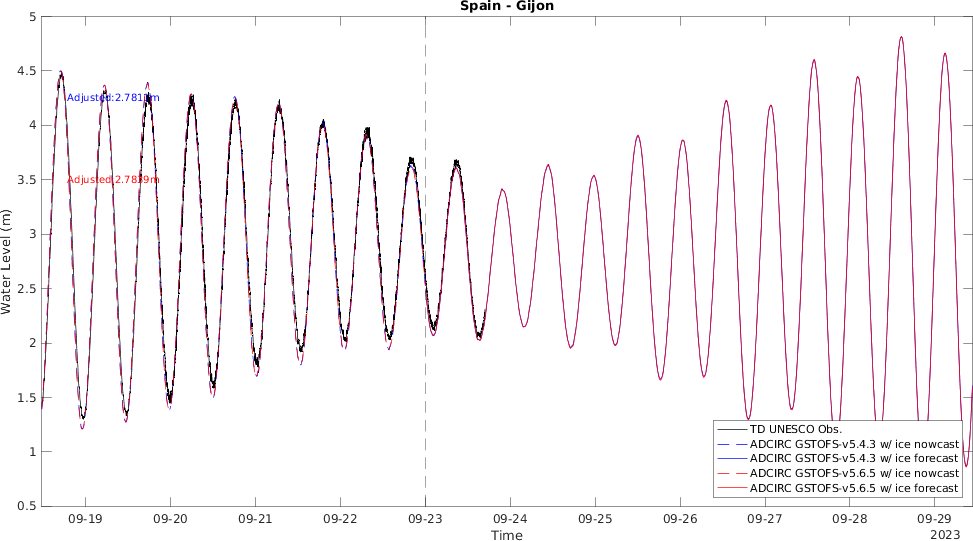 Spain - Gijon
5
4.5
4
3.5
3
2.5
2
1.5
1
0.5
Water Level (m)
Adjusted:2.781
Adjusted:2.7839m
TD UNESCO Obs.
ADCIRC GSTOFS-v5.4.3 w/ ice nowcast
ADCIRC GSTOFS-v5.4.3 w/ ice forecast
ADCIRC GSTOFS-v5.6.5 w/ ice nowcast
ADCIRC GSTOFS-v5.6.5 w/ ice forecast
09-19 09-20 09-21 09-22 09-23 09-24 09-25 09-26 09-27 09-28 09-29
2023
Time